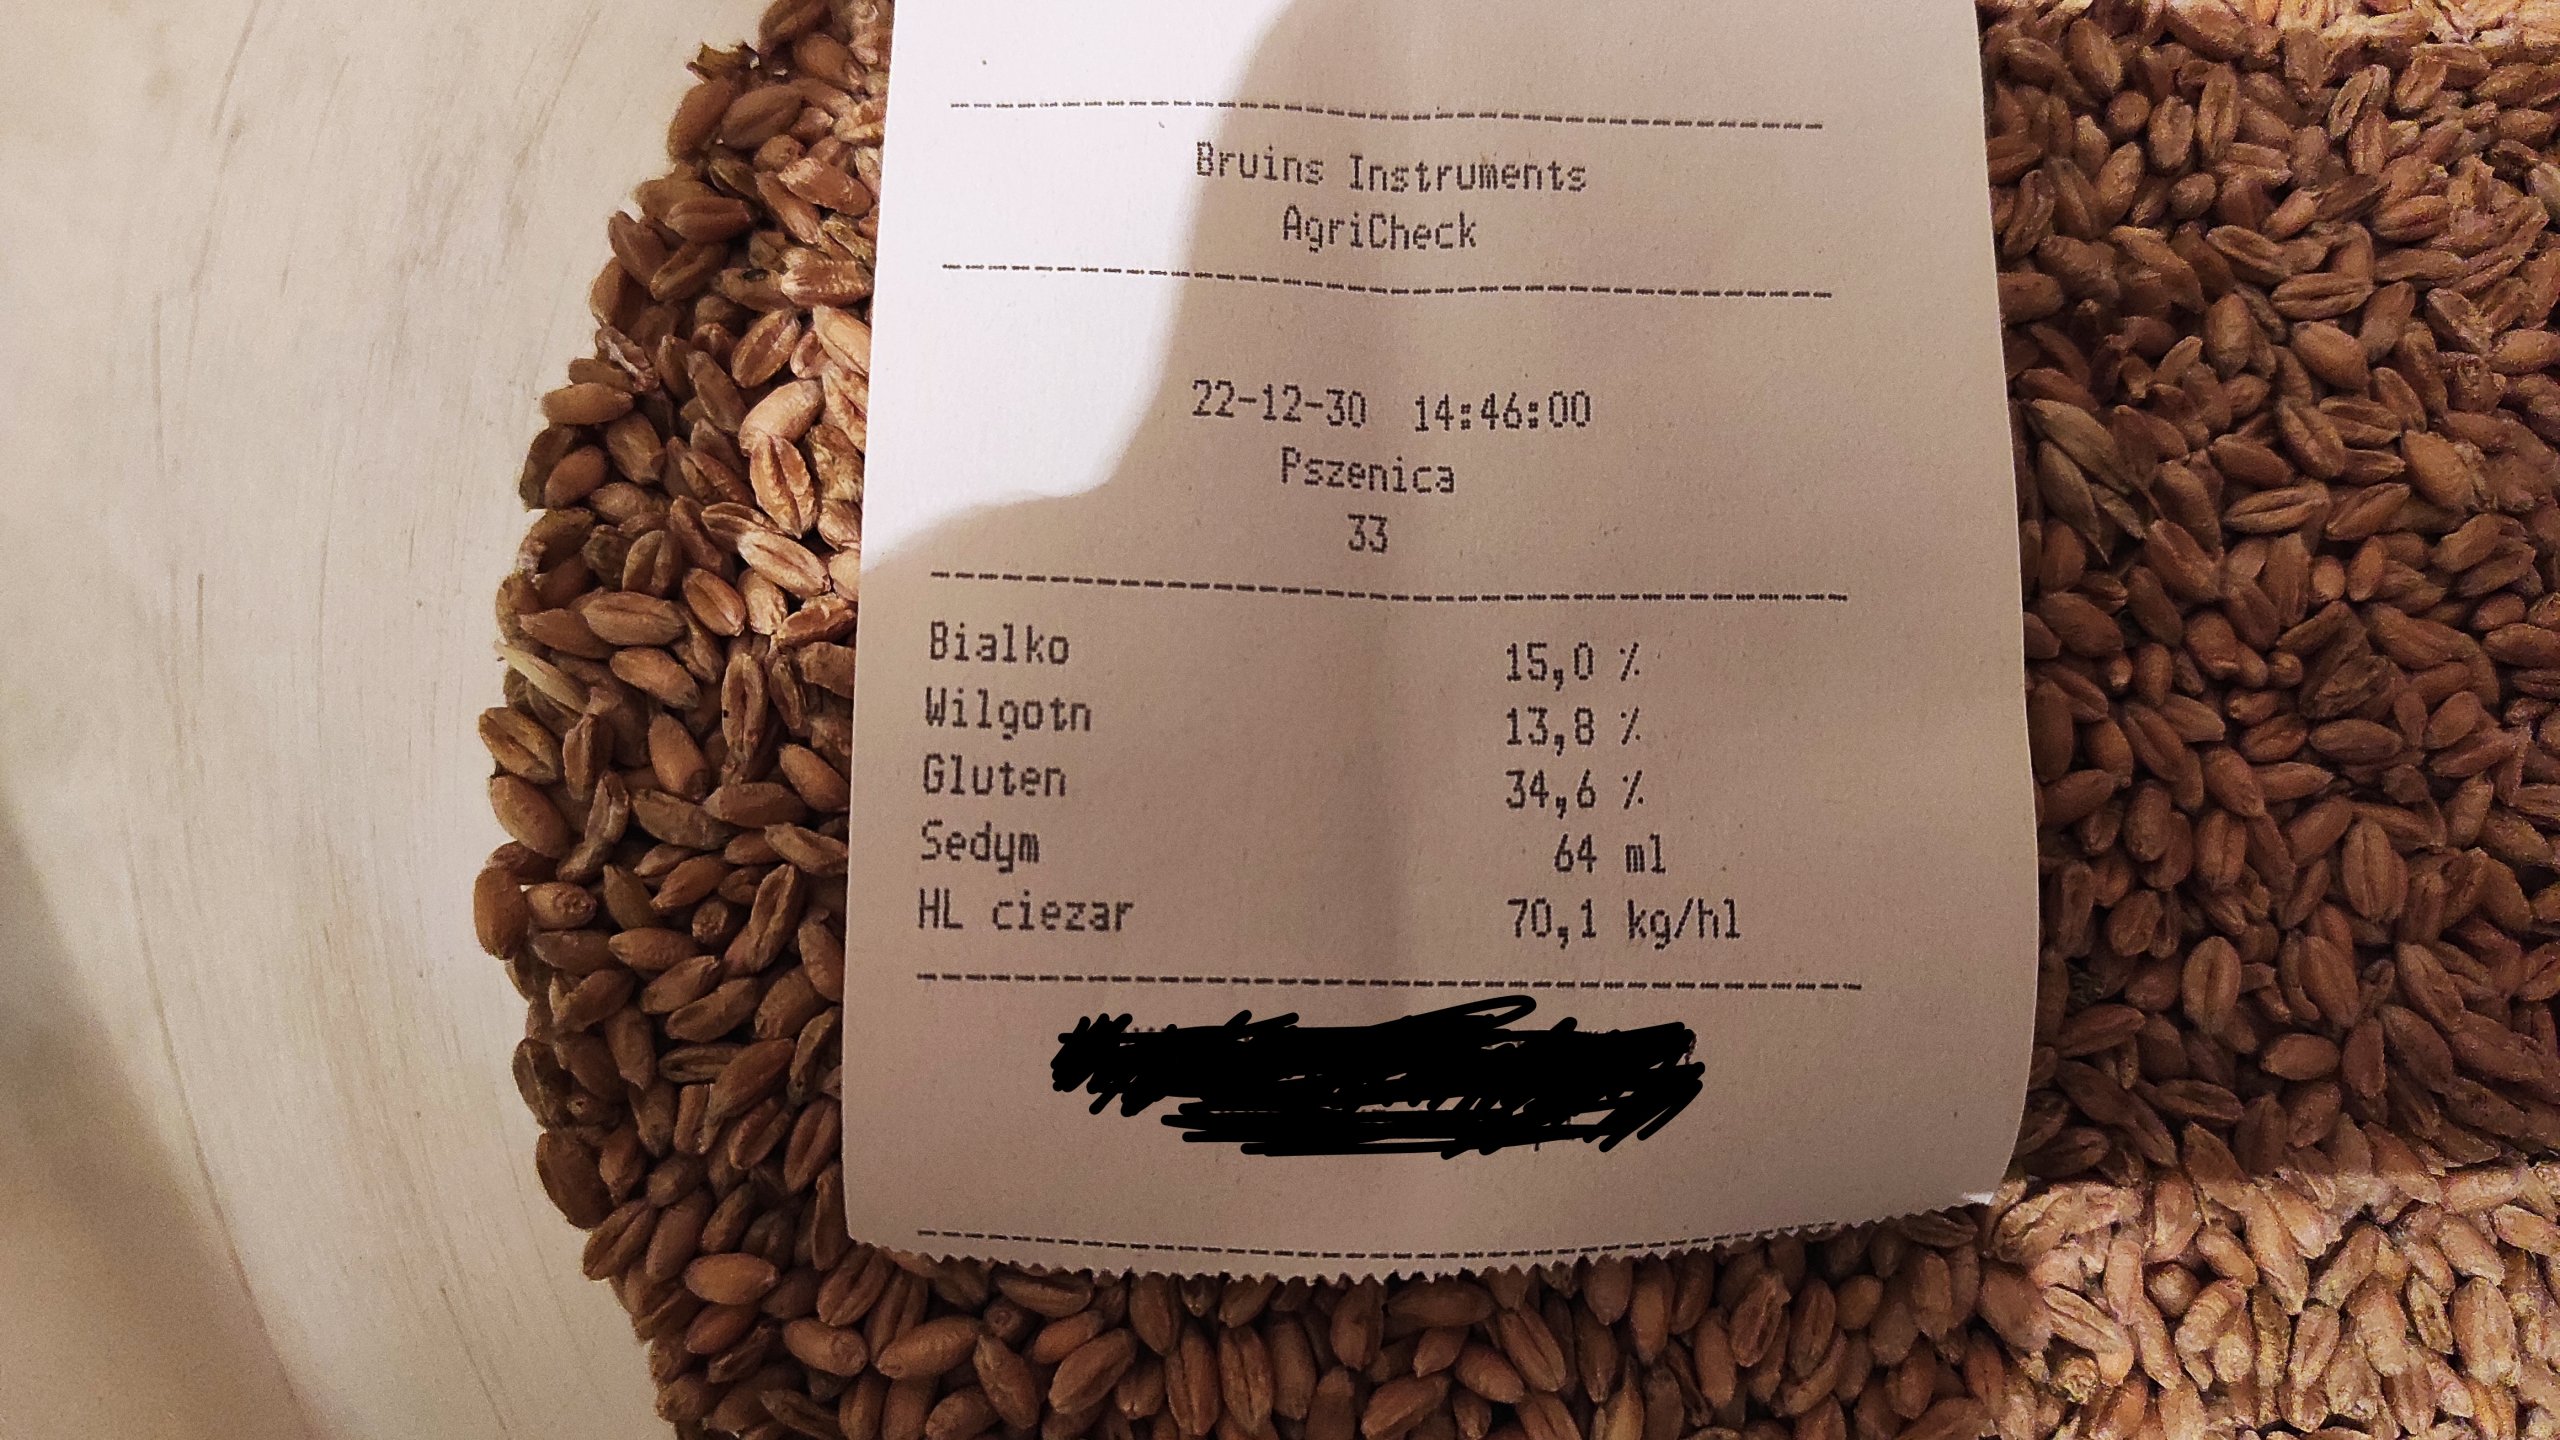 Bruins Instruments
AgriCheck
22-12-30 14:46:00
Pszenica
33
Bialko 15,0 %
Wilgotn 13,8 %
Gluten 34,6 %
Sedym 64 ml
HL ciezar 70,1 kg/hl